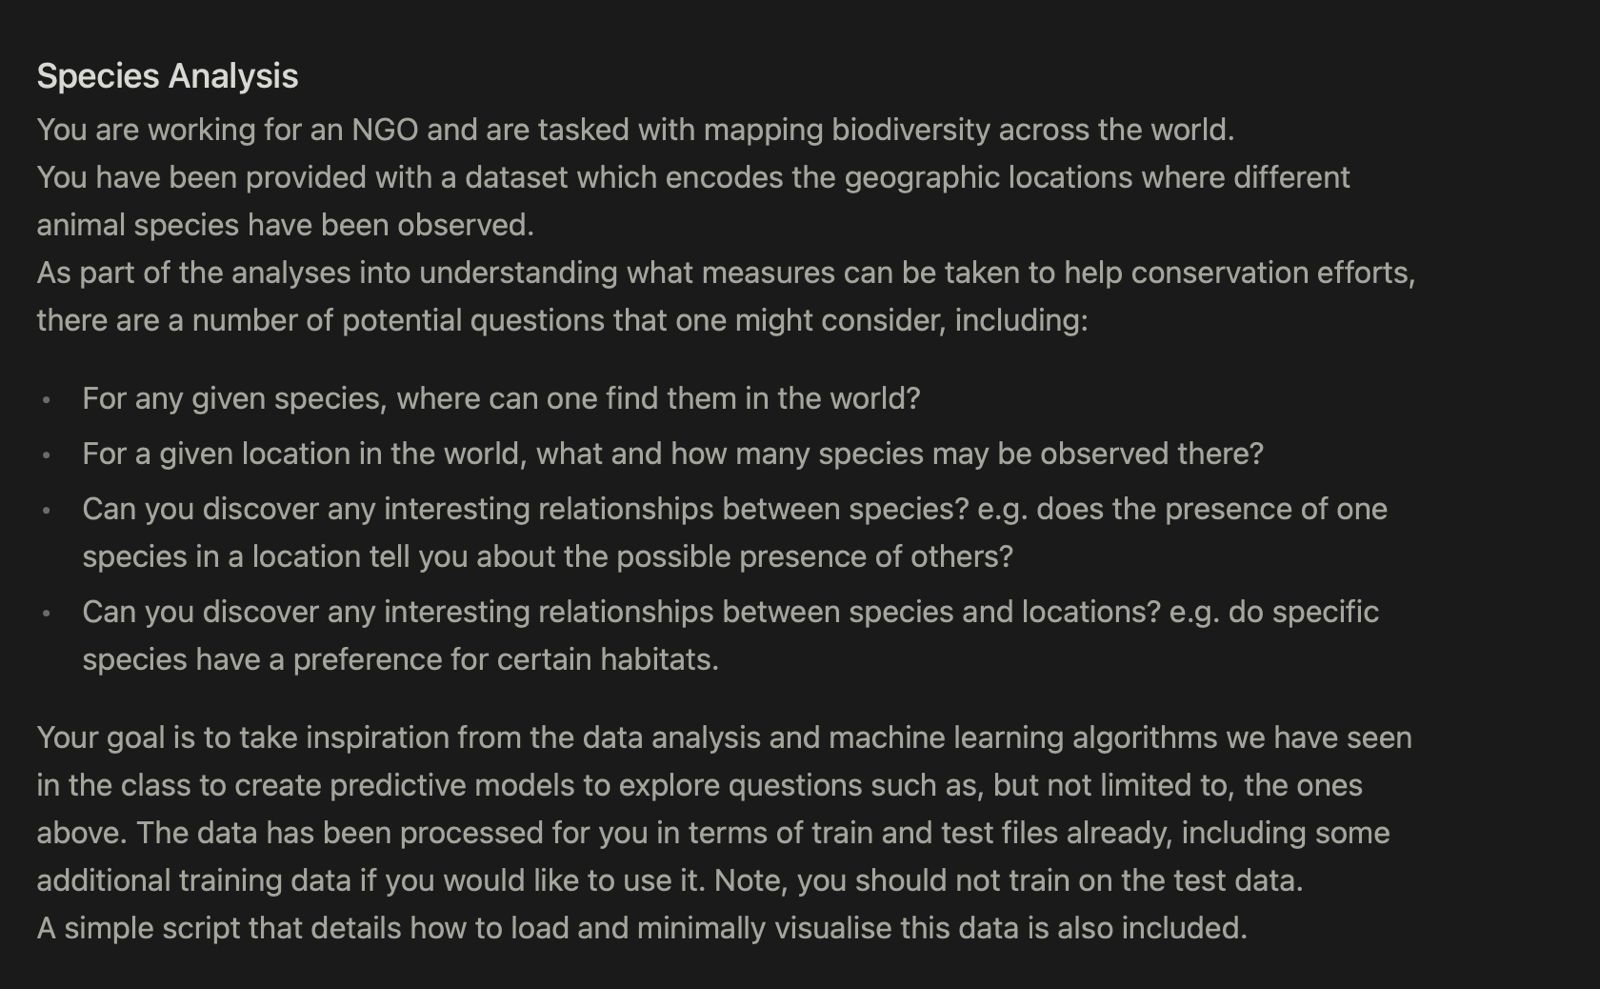 Species Analysis
You are working for an NGO and are tasked with mapping biodiversity across the world.
You have been provided with a dataset which encodes the geographic locations where different
animal species have been observed.
As part of the analyses into understanding what measures can be taken to help conservation efforts,
there are a number of potential questions that one might consider, including:
• For any given species, where can one find them in the world?
• For a given location in the world, what and how many species may be observed there?
• Can you discover any interesting relationships between species? e.g. does the presence of one
species in a location tell you about the possible presence of others?
• Can you discover any interesting relationships between species and locations? e.g. do specific
species have a preference for certain habitats.
Your goal is to take inspiration from the data analysis and machine learning algorithms we have seen
in the class to create predictive models to explore questions such as, but not limited to, the ones
above. The data has been processed for you in terms of train and test files already, including some
additional training data if you would like to use it. Note, you should not train on the test data.
A simple script that details how to load and minimally visualise this data is also included.